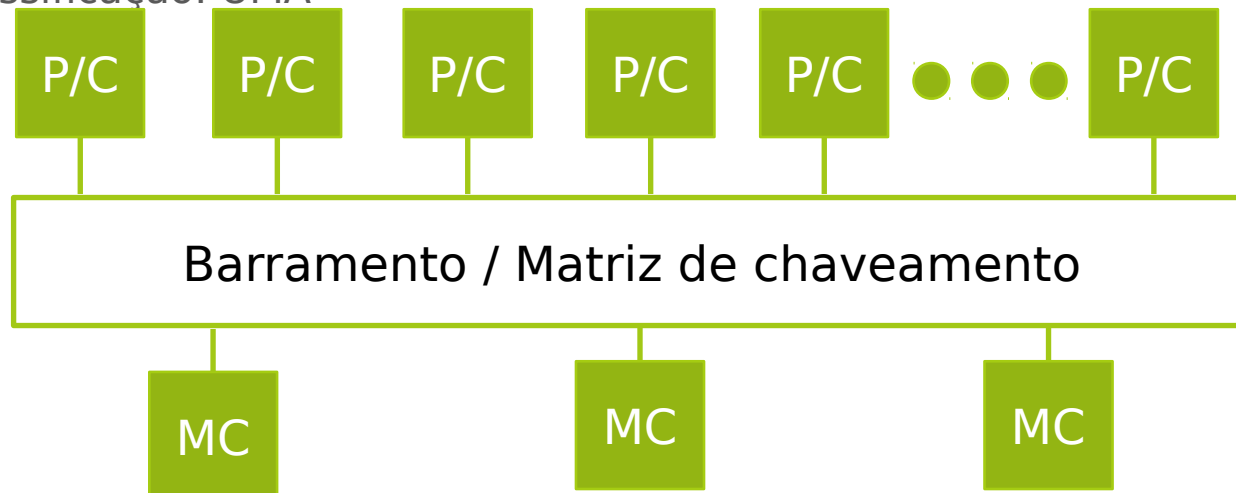 P/C P/C P/C P/C P/C P/C
Barramento / Matriz de chaveamento
MC MC MC